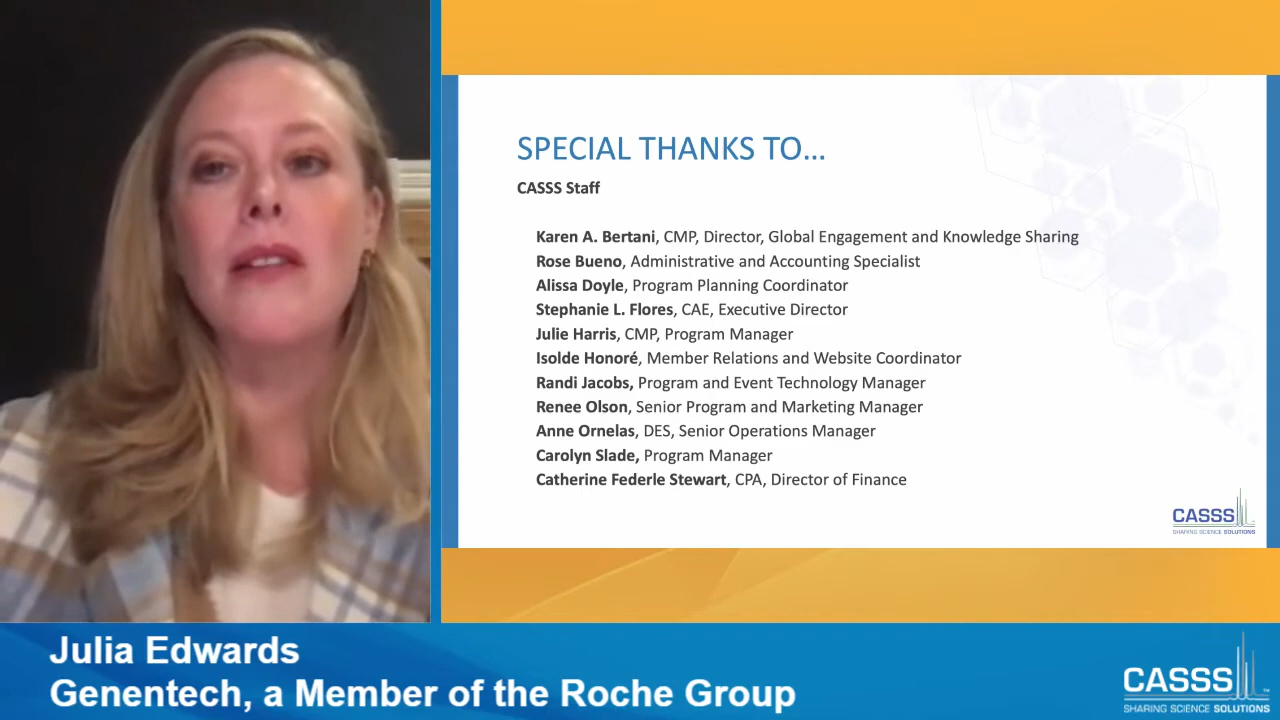 SPECIAL THANKS TO...
CASSS Staff
Karen A. Bertani, CMP, Director, Global Engagement and Knowledge Sharing
Rose Bueno, Administrative and Accounting Specialist
Alissa Doyle, Program Planning Coordinator
Stephanie L. Flores, CAE, Executive Director
Julie Harris, CMP, Program Manager
Isolde Honoré, Member Relations and Website Coordinator
Randi Jacobs, Program and Event Technology Manager
Renee Olson, Senior Program and Marketing Manager
Anne Ornelas, DES, Senior Operations Manager
Carolyn Slade, Program Manager
Catherine Federle Stewart, CPA, Director of Finance
CASSS
SHARING SCIENCE SOLUTIONS
Julia Edwards
Genentech, a Member of the Roche Group
CASSS™
SHARING SCIENCE SOLUTIONS